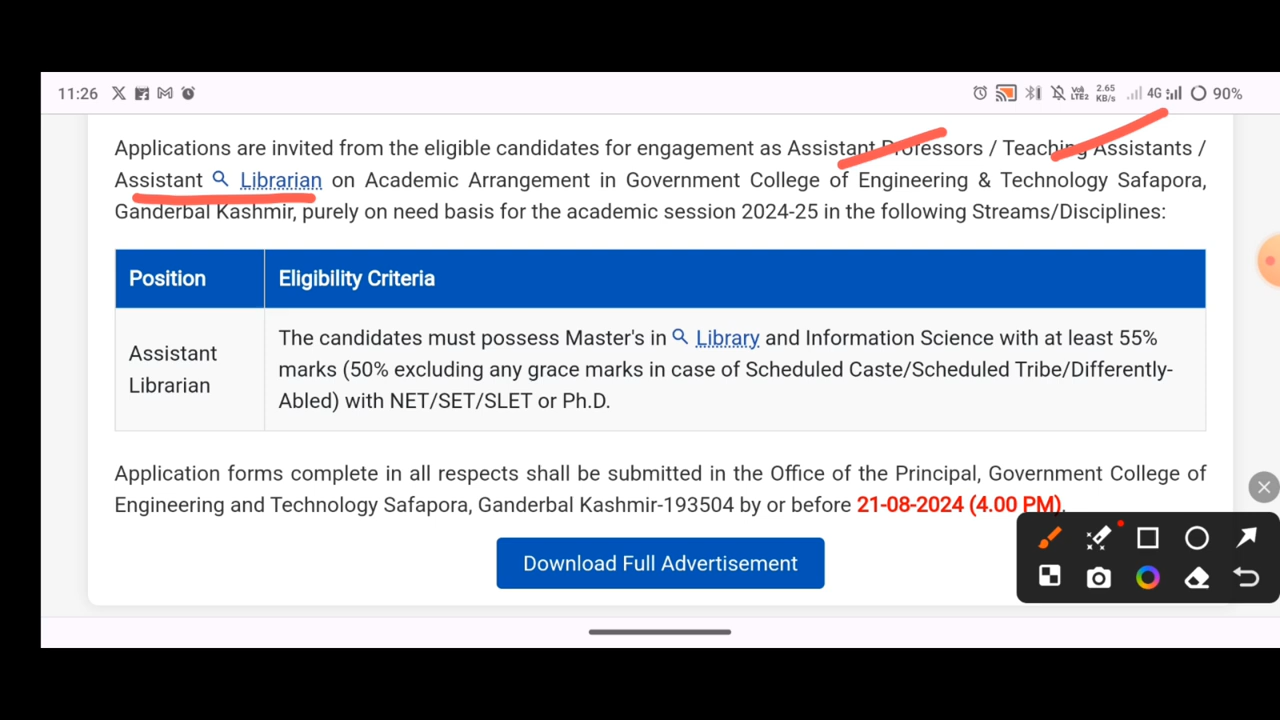 11:26 2.65 KB/s Vo) LTE2 4G 90%
Applications are invited from the eligible candidates for engagement as Assistant Professors / Teaching Assistants /
Assistant Librarian on Academic Arrangement in Government College of Engineering & Technology Safapora,
Ganderbal Kashmir, purely on need basis for the academic session 2024-25 in the following Streams/Disciplines:
Position Eligibility Criteria
Assistant Librarian
The candidates must possess Master's in Library and Information Science with at least 55%
marks (50% excluding any grace marks in case of Scheduled Caste/Scheduled Tribe/Differently-
Abled) with NET/SET/SLET or Ph.D.
Application forms complete in all respects shall be submitted in the Office of the Principal, Government College of
Engineering and Technology Safapora, Ganderbal Kashmir-193504 by or before 21-08-2024 (4.00 PM).
Download Full Advertisement